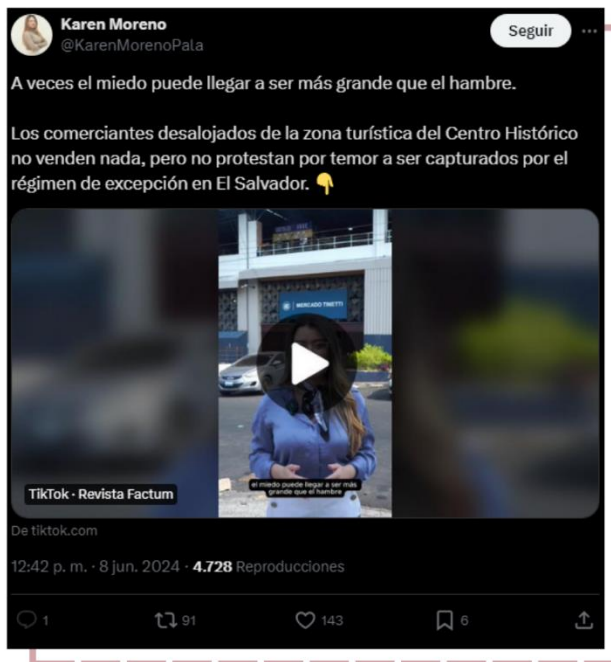 Karen Moreno
@KarenMorenoPala
Seguir
A veces el miedo puede llegar a ser más grande que el hambre.
Los comerciantes desalojados de la zona turística del Centro Histórico
no venden nada, pero no protestan por temor a ser capturados por el
régimen de excepción en El Salvador. 👇
MERCADO TINETTI
el miedo puede llegar a ser más
grande que el hambre
TikTok · Revista Factum
De tiktok.com
12:42 p. m. · 8 jun. 2024 · 4.728 Reproducciones
1 91 143 6